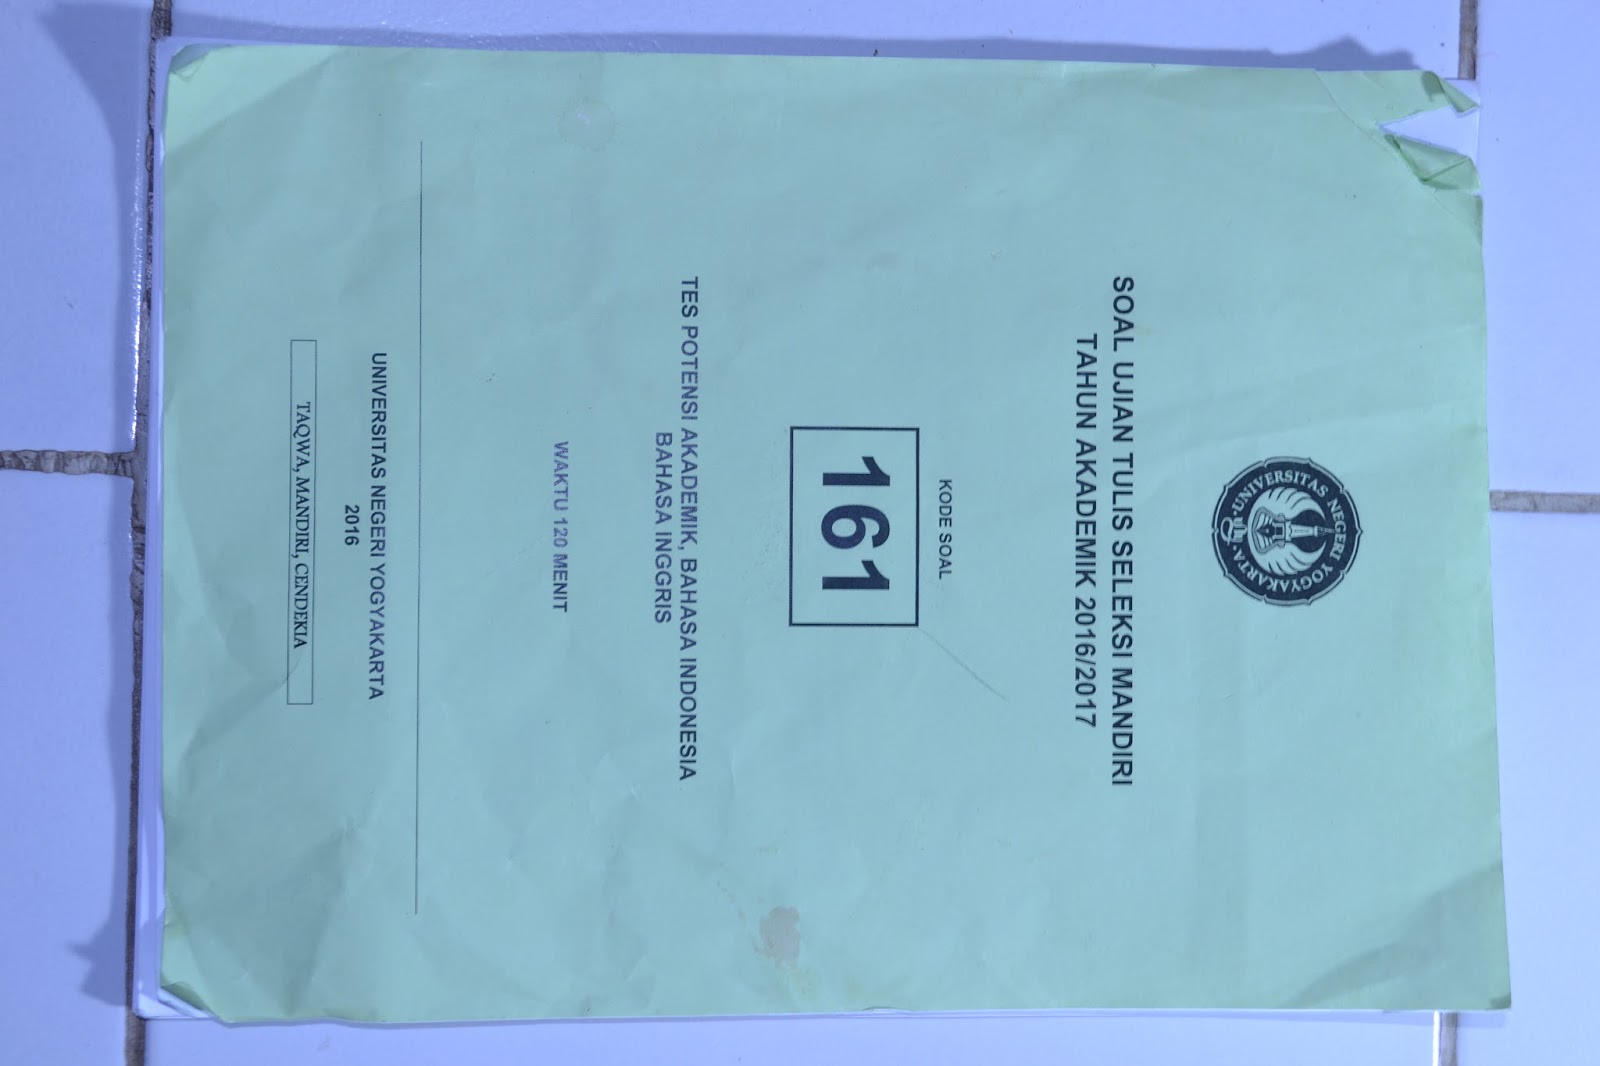 UNIVERSITAS NEGERI YOGYAKARTA
SOAL UJIAN TULIS SELEKSI MANDIRI
TAHUN AKADEMIK 2016/2017
KODE SOAL
161
TES POTENSI AKADEMIK, BAHASA INDONESIA
BAHASA INGGRIS
WAKTU 120 MENIT
UNIVERSITAS NEGERI YOGYAKARTA
2016
TAQWA, MANDIRI, CENDEKIA